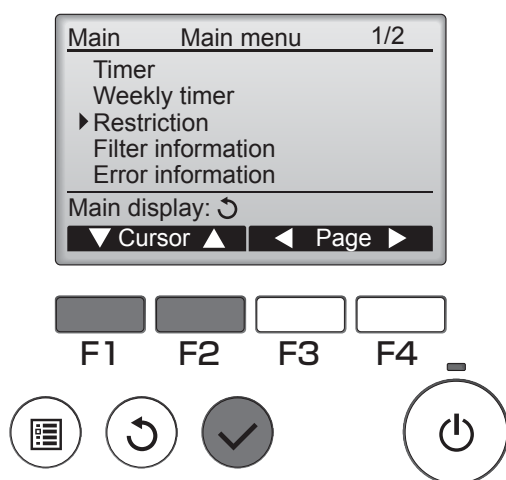 Main Main menu 1/2
Timer
Weekly timer
Restriction
Filter information
Error information
Main display:
Cursor Page
F1 F2 F3 F4